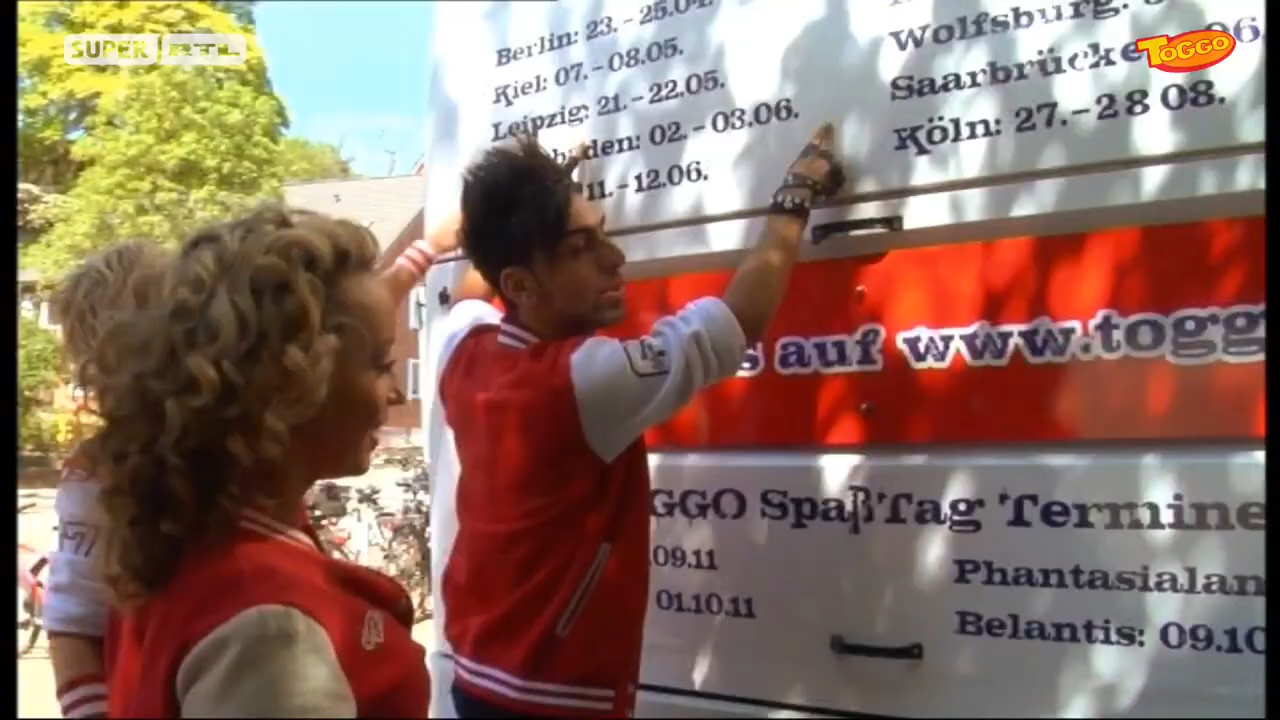 SUPER RTL
TOGGO
Berlin: 23.-25.04.
Kiel: 07.-08.05.
Leipzig: 21.-22.05.
02.-03.06.
11.-12.06.
Wolfsburg:
Saarbrücke 06.
Köln: 27.-28 08.
s auf www.togg
GGO SpaßTag Termine
.09.11
01.10.11
Phantasialan
Belantis: 09.10